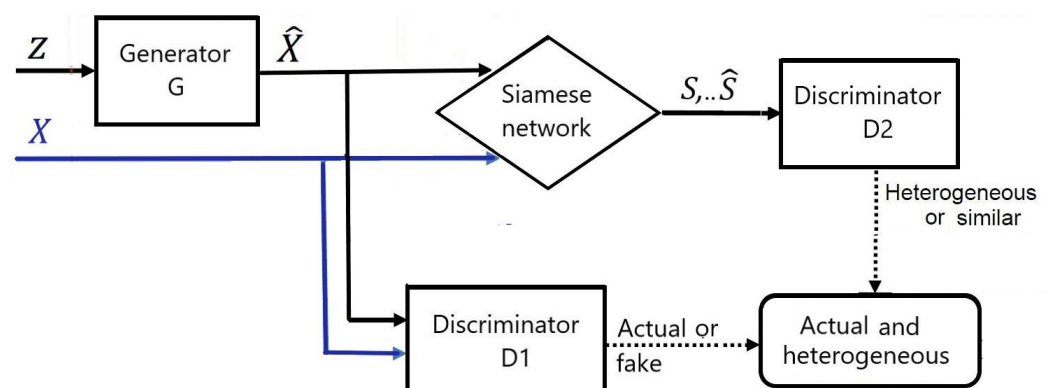 Z
Generator
G
X̂
X
Siamese
network
S,..Ŝ
Discriminator
D2
Heterogeneous
or similar
Discriminator
D1
Actual or
fake
Actual and
heterogeneous